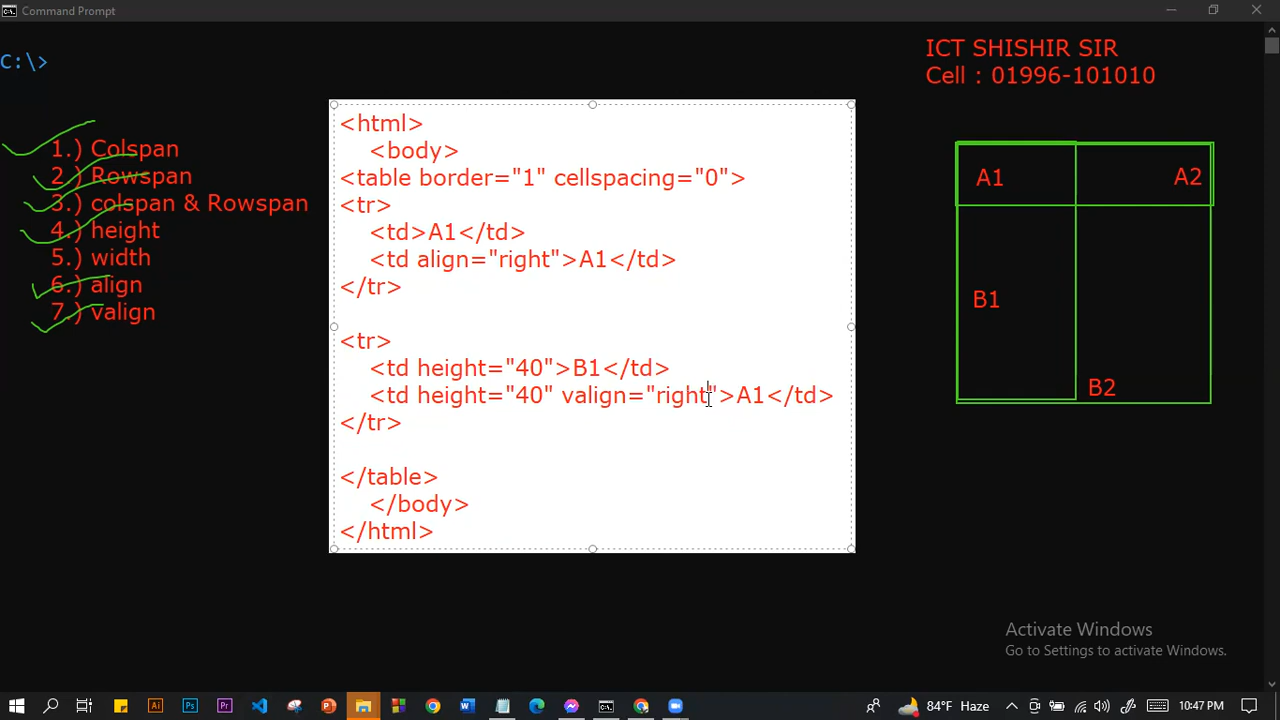 Command Prompt
C:\>
ICT SHISHIR SIR
Cell : 01996-101010
1.) Colspan
2.) Rowspan
3.) colspan & Rowspan
4.) height
5.) width
6.) align
7.) valign
<html>
<body>
<table border="1" cellspacing="0">
<tr>
<td>A1</td>
<td align="right">A1</td>
</tr>
<tr>
<td height="40">B1</td>
<td height="40" valign="right">A1</td>
</tr>
</table>
</body>
</html>
A1 A2
B1
B2
Activate Windows
Go to Settings to activate Windows.
84°F Haze
10:47 PM